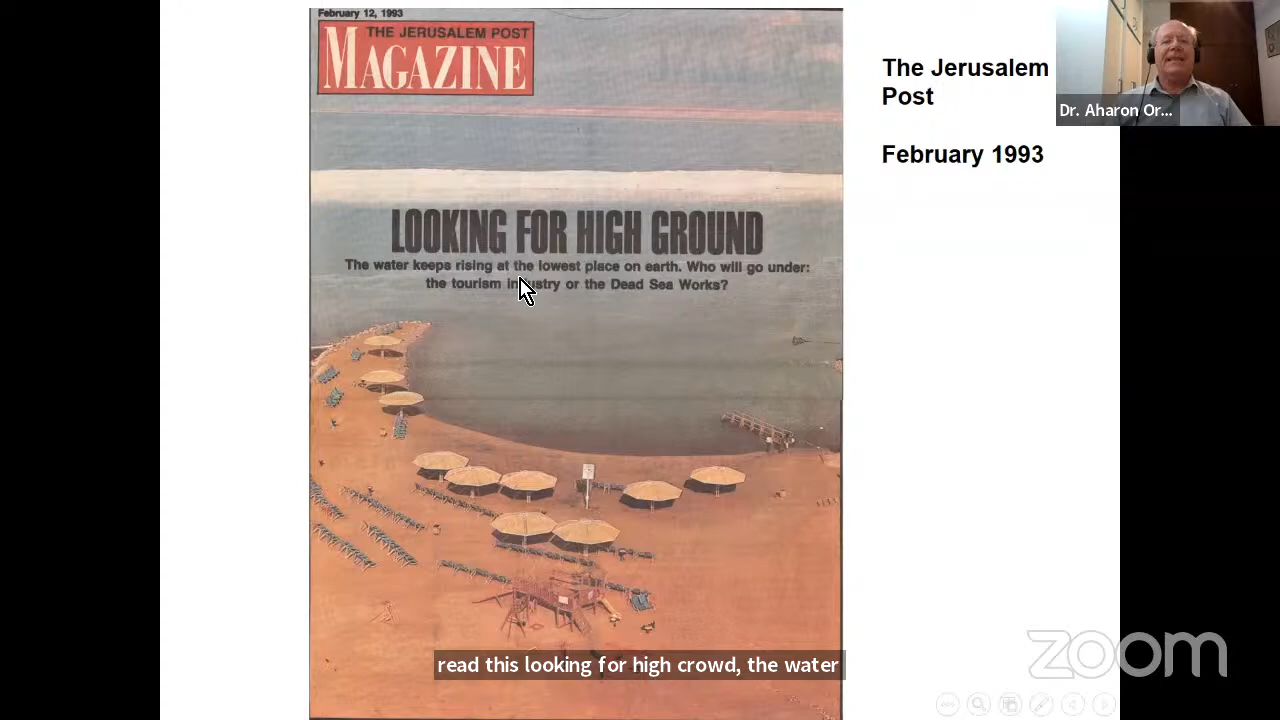 February 12, 1993
THE JERUSALEM POST
MAGAZINE
LOOKING FOR HIGH GROUND
The water keeps rising at the lowest place on earth. Who will go under:
the tourism industry or the Dead Sea Works?
The Jerusalem
Post
February 1993
Dr. Aharon Or...
read this looking for high crowd, the water
zoom